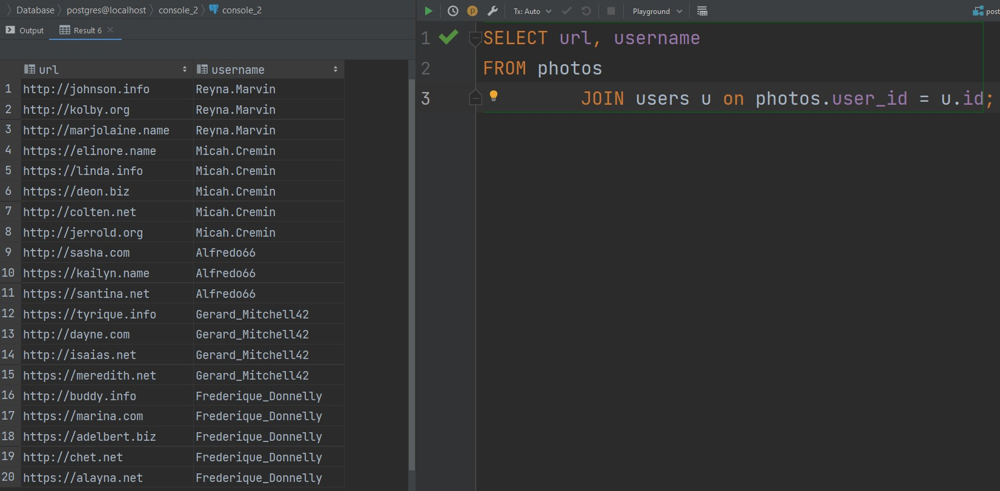 Database postgres@localhost console_2 console_2
Output Result 6
url username
1 http://johnson.info Reyna.Marvin
2 http://kolby.org Reyna.Marvin
3 http://marjolaine.name Reyna.Marvin
4 https://elinore.name Micah.Cremin
5 https://linda.info Micah.Cremin
6 https://deon.biz Micah.Cremin
7 http://colten.net Micah.Cremin
8 http://jerrold.org Micah.Cremin
9 http://sasha.com Alfredo66
10 https://kailyn.name Alfredo66
11 https://santina.net Alfredo66
12 https://tyrique.info Gerard_Mitchell42
13 http://dayne.com Gerard_Mitchell42
14 http://isaias.net Gerard_Mitchell42
15 https://meredith.net Gerard_Mitchell42
16 http://buddy.info Frederique_Donnelly
17 https://marina.com Frederique_Donnelly
18 https://adelbert.biz Frederique_Donnelly
19 http://chet.net Frederique_Donnelly
20 https://alayna.net Frederique_Donnelly
p Tx: Auto Playground post
1 SELECT url, username
2 FROM photos
3 JOIN users u on photos.user_id = u.id;